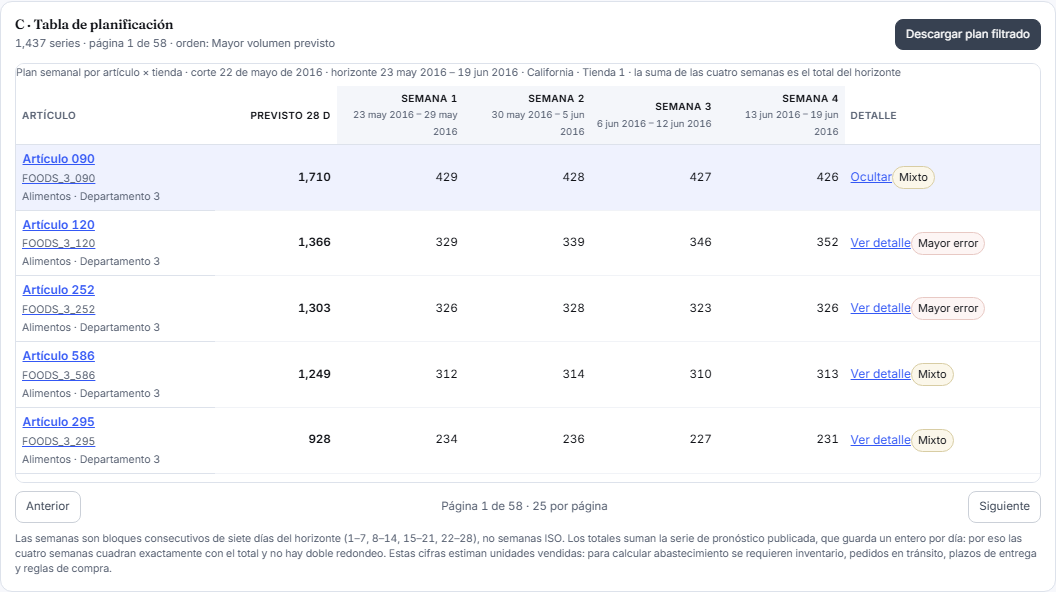 C · Tabla de planificación
1,437 series · página 1 de 58 · orden: Mayor volumen previsto
Descargar plan filtrado
Plan semanal por artículo × tienda · corte 22 de mayo de 2016 · horizonte 23 may 2016 – 19 jun 2016 · California · Tienda 1 · la suma de las cuatro semanas es el total del horizonte
ARTÍCULO
PREVISTO 28 D
SEMANA 1
23 may 2016 – 29 may
2016
SEMANA 2
30 may 2016 – 5 jun
2016
SEMANA 3
6 jun 2016 – 12 jun 2016
SEMANA 4
13 jun 2016 – 19 jun
2016
DETALLE
Artículo 090
FOODS_3_090
Alimentos · Departamento 3
1,710 429 428 427 426 Ocultar Mixto
Artículo 120
FOODS_3_120
Alimentos · Departamento 3
1,366 329 339 346 352 Ver detalle Mayor error
Artículo 252
FOODS_3_252
Alimentos · Departamento 3
1,303 326 328 323 326 Ver detalle Mayor error
Artículo 586
FOODS_3_586
Alimentos · Departamento 3
1,249 312 314 310 313 Ver detalle Mixto
Artículo 295
FOODS_3_295
Alimentos · Departamento 3
928 234 236 227 231 Ver detalle Mixto
Anterior
Página 1 de 58 · 25 por página
Siguiente
Las semanas son bloques consecutivos de siete días del horizonte (1–7, 8–14, 15–21, 22–28), no semanas ISO. Los totales suman la serie de pronóstico publicada, que guarda un entero por día: por eso las
cuatro semanas cuadran exactamente con el total y no hay doble redondeo. Estas cifras estiman unidades vendidas: para calcular abastecimiento se requieren inventario, pedidos en tránsito, plazos de entrega
y reglas de compra.